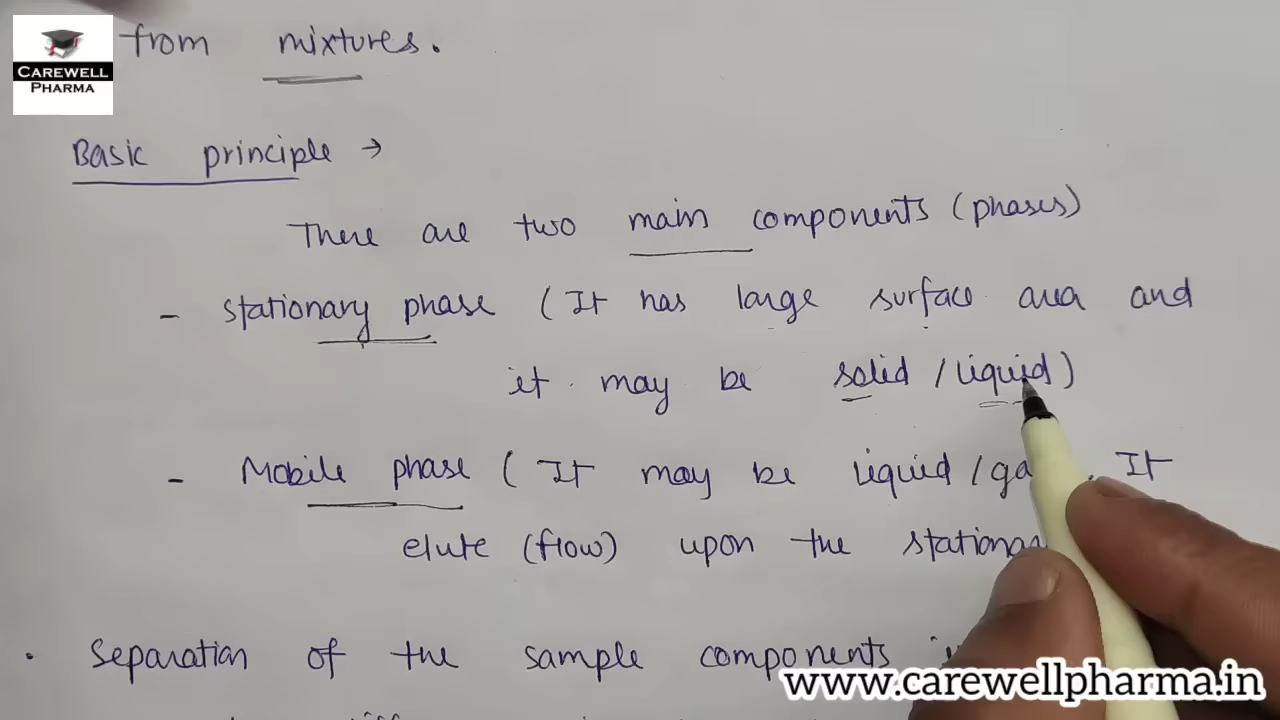 CAREWELL
PHARMA
from mixtures.
Basic principle →
There are two main components (phases)
- Stationary phase (It has large surface area and
it may be solid / liquid)
- Mobile phase (It may be liquid / . It
elute (flow) upon the
• Separation of the sample components
www.carewellpharma.in